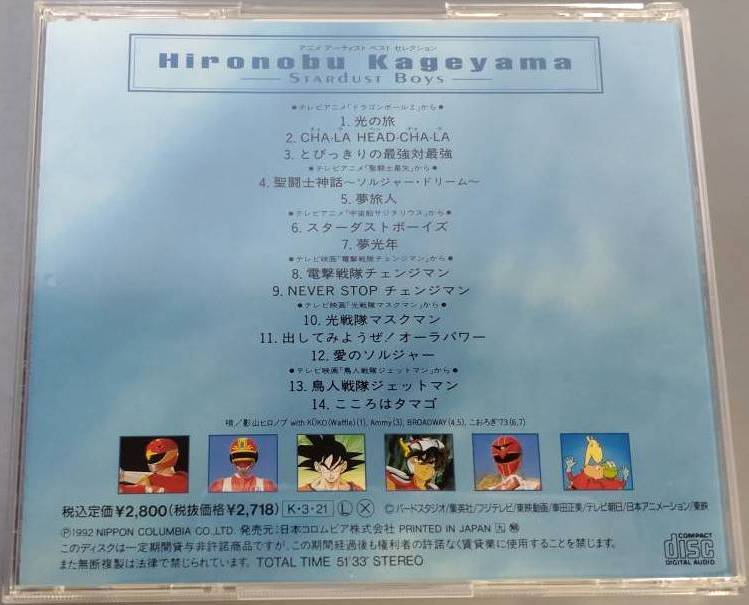 アニメ アーティスト ベスト セレクション
Hironobu Kageyama
STARDUST BOYS
●テレビアニメ「ドラゴンボールZ」から●
1. 光の旅
2. CHA-LA HEAD-CHA-LA
3. とびっきりの最強対最強
●テレビアニメ「聖闘士星矢」から●
4. 聖闘士神話〜ソルジャー・ドリーム〜
5. 夢旅人
●テレビアニメ「宇宙船サジタリウス」から●
6. スターダストボーイズ
7. 夢光年
●テレビ映画「電撃戦隊チェンジマン」から●
8. 電撃戦隊チェンジマン
9. NEVER STOP チェンジマン
●テレビ映画「光戦隊マスクマン」から●
10. 光戦隊マスクマン
11. 出してみようぜ!オーラパワー
12. 愛のソルジャー
●テレビ映画「鳥人戦隊ジェットマン」から●
13. 鳥人戦隊ジェットマン
14. こころはタマゴ
唄/影山ヒロノブ with KŪKO(Waffle)(1), Ammy(3), BROADWAY(4,5), こおろぎ'73(6,7)
税込定価¥2,800(税抜価格¥2,718) K・3・21 L X ©バードスタジオ/集英社/フジテレビ/東映動画/車田正美/テレビ朝日/日本アニメーション/東映
Ⓟ1992 NIPPON COLUMBIA CO.,LTD. 発売元:日本コロムビア株式会社 PRINTED IN JAPAN
このディスクは一定期間貸与非許諾商品ですが、この期間経過後も権利者の許諾なく賃貸業に使用することを禁じます。
また無断複製は法律で禁じられています。 TOTAL TIME 51'33" STEREO
COMPACT
disc
DIGITAL AUDIO